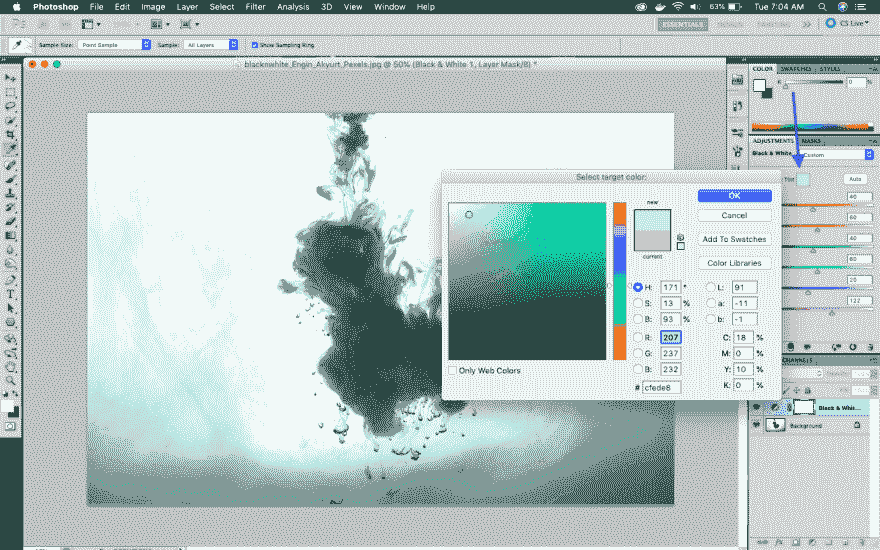 Photoshop File Edit Image Layer Select Filter Analysis 3D View Window Help 63% Tue 7:04 AM
ESSENTIALS CS Live
Sample Size: Point Sample Sample: All Layers Show Sampling Ring
blacknwhite_Engin_Akyurt_Pexels.jpg @ 50% (Black & White 1, Layer Mask/8) *
COLOR SWATCHES STYLES
K 0 %
ADJUSTMENTS MASKS
Black & White Custom
Tint Auto
40
60
40
60
20
122
Select target color:
new
current
OK
Cancel
Add To Swatches
Color Libraries
H: 171 °
S: 13 %
B: 93 %
R: 207
G: 237
B: 232
# cfede8
L: 91
a: -11
b: -1
C: 18 %
M: 0 %
Y: 10 %
K: 0 %
Only Web Colors
CHANNELS
Black & Whi...
Background